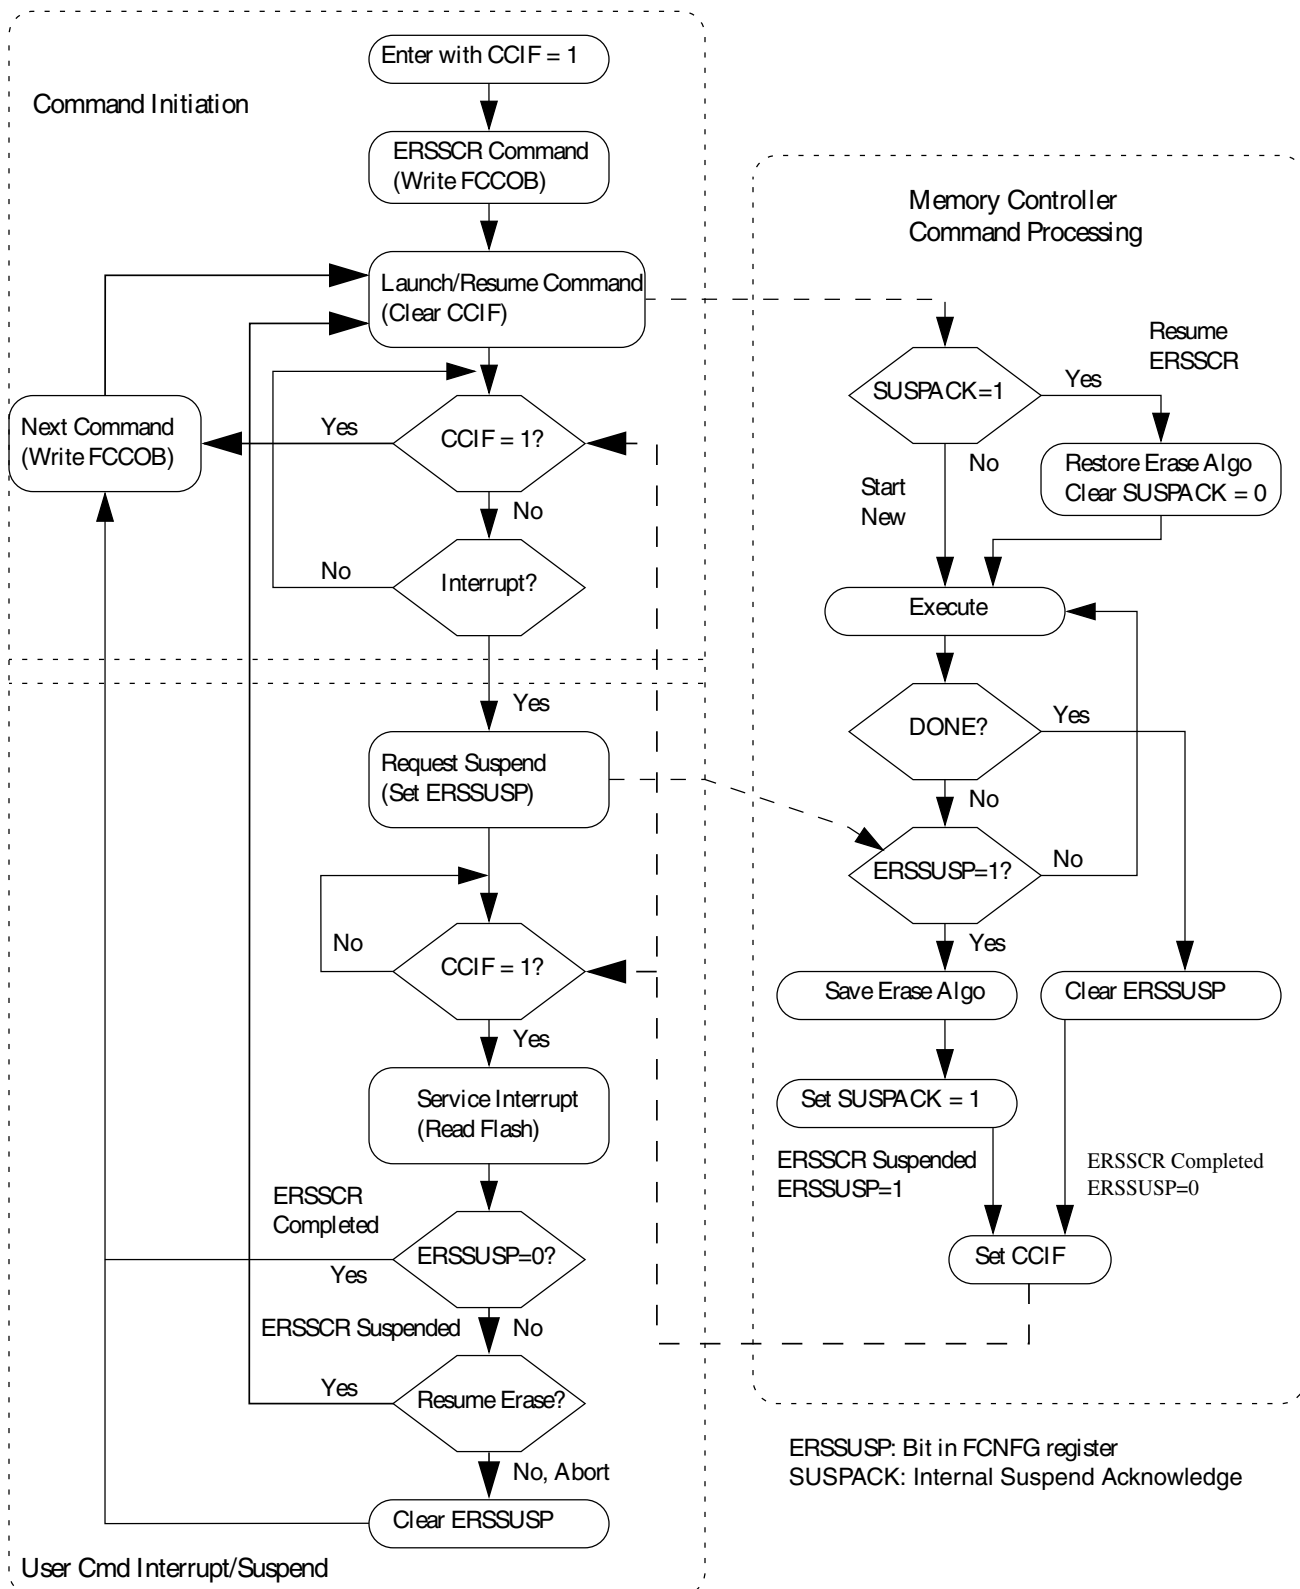 Enter with CCIF = 1
Command Initiation
ERSSCR Command
(Write FCCOB)
Launch/Resume Command
(Clear CCIF)
Next Command
(Write FCCOB)
Yes
CCIF = 1?
No
No
Interrupt?
Yes
Request Suspend
(Set ERSSUSP)
No
CCIF = 1?
Yes
Service Interrupt
(Read Flash)
ERSSCR
Completed
ERSSUSP=0?
Yes
ERSSCR Suspended
No
Yes
Resume Erase?
No, Abort
Clear ERSSUSP
User Cmd Interrupt/Suspend
Memory Controller
Command Processing
Resume
ERSSCR
SUSPACK=1
Yes
No
Restore Erase Algo
Clear SUSPACK = 0
Start
New
Execute
DONE?
Yes
No
ERSSUSP=1?
No
Yes
Save Erase Algo
Clear ERSSUSP
Set SUSPACK = 1
ERSSCR Suspended
ERSSUSP=1
ERSSCR Completed
ERSSUSP=0
Set CCIF
ERSSUSP: Bit in FCNFG register
SUSPACK: Internal Suspend Acknowledge